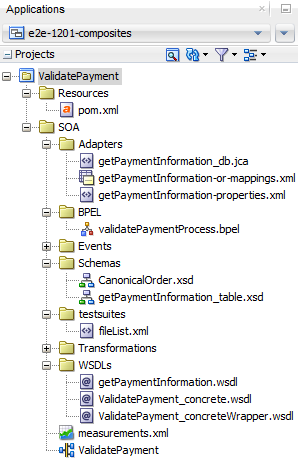 Applications
e2e-1201-composites
Projects
ValidatePayment
Resources
pom.xml
SOA
Adapters
getPaymentInformation_db.jca
getPaymentInformation-or-mappings.xml
getPaymentInformation-properties.xml
BPEL
validatePaymentProcess.bpel
Events
Schemas
CanonicalOrder.xsd
getPaymentInformation_table.xsd
testsuites
fileList.xml
Transformations
WSDLs
getPaymentInformation.wsdl
ValidatePayment_concrete.wsdl
ValidatePayment_concreteWrapper.wsdl
measurements.xml
ValidatePayment